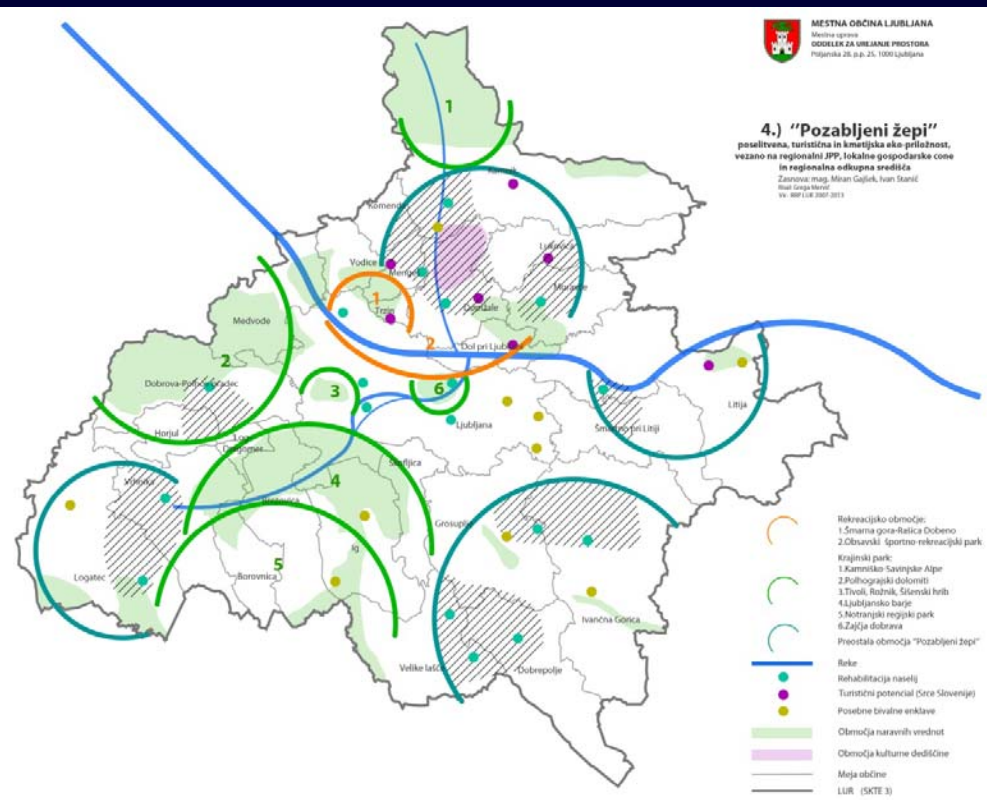 MESTNA OBČINA LJUBLJANA
Mestna uprava
ODDELEK ZA UREJANJE PROSTORA
Poljanska 28, p.p. 25, 1000 Ljubljana
4.) "Pozabljeni žepi"
poselitvena, turistična in kmetijska eko-priložnost,
vezano na regionalni JPP, lokalne gospodarske cone
in regionalna odkupna središča
Zasnova: mag. Miran Gajšek, Ivan Stanič
Risal: Grega
Vir: RRP LUR 2007-2013
1
Kamnik
Komenda
Lukovica
Vodice
Mengeš
Moravče
1
Trzin
Domžale
Medvode
2
Dol pri Ljubljani
2
Dobrova-Polhov Gradec
3
6
Litija
Horjul
Log
Dragomer
Ljubljana
Šmartno pri Litiji
Škofljica
Vrhnika
4
Brezovica
Grosuplje
Ig
5
Logatec
Borovnica
Ivančna Gorica
Velike Lašče
Dobrepolje
Rekreacijsko območje:
1.Šmarna gora-Rašica Dobeno
2.Obsavski športno-rekreacijski park
Krajinski park:
1.Kamniško-Savinjske Alpe
2.Polhograjski dolomiti
3.Tivoli, Rožnik, Šišenski hrib
4.Ljubljansko barje
5.Notranjski regijski park
6.Zajčja dobrava
Preostala območja "Pozabljeni žepi"
Reke
Rehabilitacija naselij
Turistični potencial (Srce Slovenije)
Posebne bivalne enklave
Območja naravnih vrednot
Območja kulturne dediščine
Meja občine
LUR (SKTE 3)